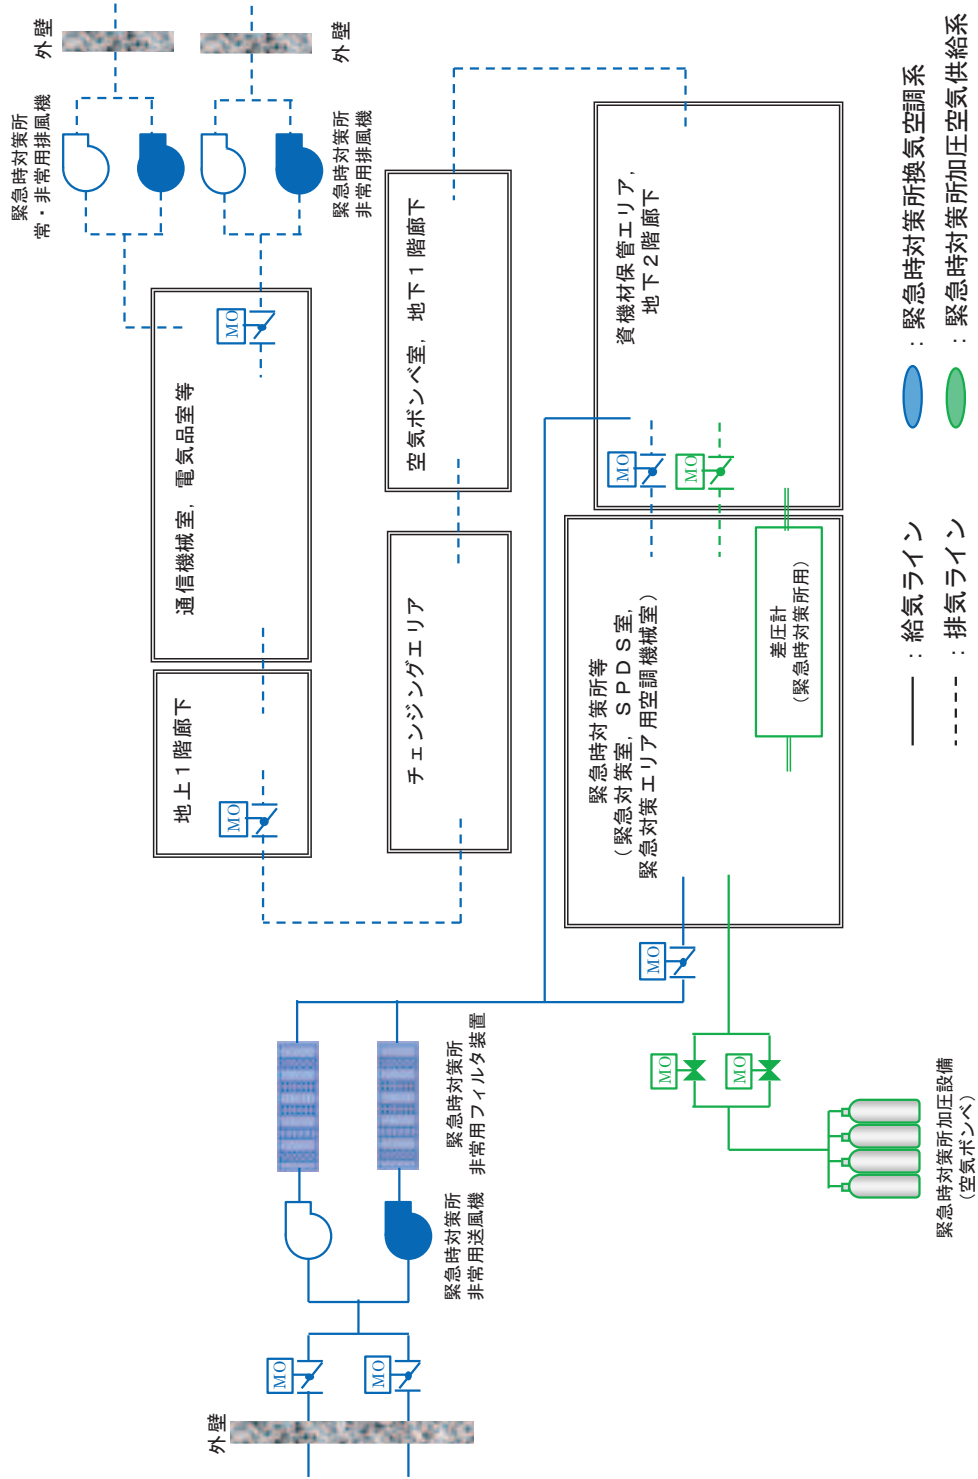 外壁
外壁
緊急時対策所
常・非常用排風機
緊急時対策所
非常用排風機
MO
通信機械室，電気品室等
地上１階廊下
MO
空気ボンベ室，地下１階廊下
チェンジングエリア
資機材保管エリア，
地下２階廊下
MO
MO
緊急時対策所等
（緊急対策室，ＳＰＤＳ室，
緊急対策エリア用空調機械室）
差圧計
（緊急時対策所用）
MO
MO
MO
緊急時対策所
非常用フィルタ装置
緊急時対策所
非常用送風機
MO
MO
外壁
緊急時対策所加圧設備
（空気ボンベ）
：給気ライン
：排気ライン
：緊急時対策所換気空調系
：緊急時対策所加圧空気供給系